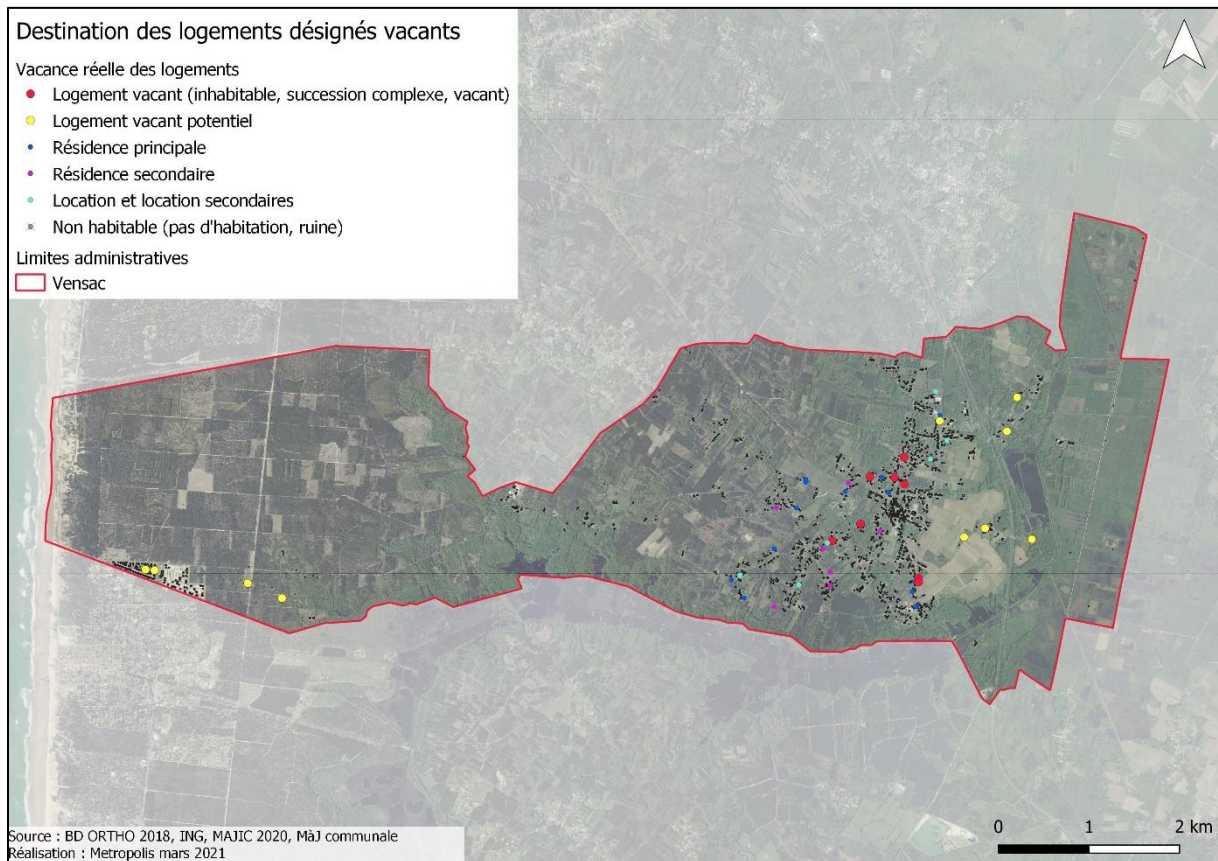 Destination des logements désignés vacants
Vacance réelle des logements
Logement vacant (inhabitable, succession complexe, vacant)
Logement vacant potentiel
Résidence principale
Résidence secondaire
Location et location secondaires
Non habitable (pas d'habitation, ruine)
Limites administratives
Vensac
Source : BD ORTHO 2018, ING, MAJIC 2020, MàJ communale
Réalisation : Metropolis mars 2021
0 1 2 km